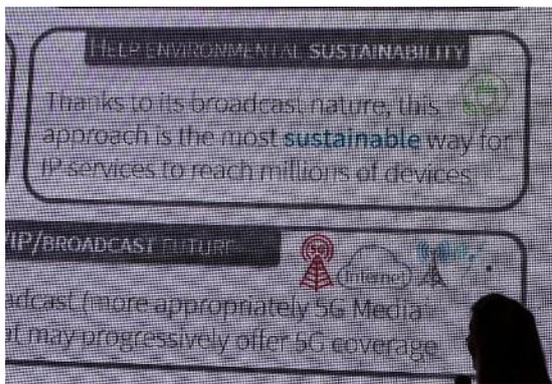 HELP ENVIRONMENTAL SUSTAINABILITY
Thanks to its broadcast nature, this
approach is the most sustainable way for
IP services to reach millions of devices
/IP/BROADCAST FUTURE
5G
Internet
adcast (more appropriately 5G Media
at may progressively offer 5G coverage